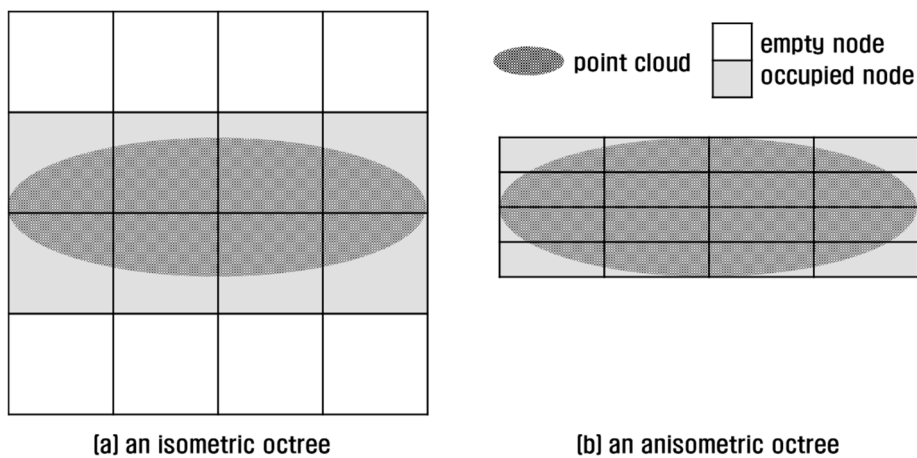 point cloud
empty node
occupied node
(a) an isometric octree
(b) an anisometric octree